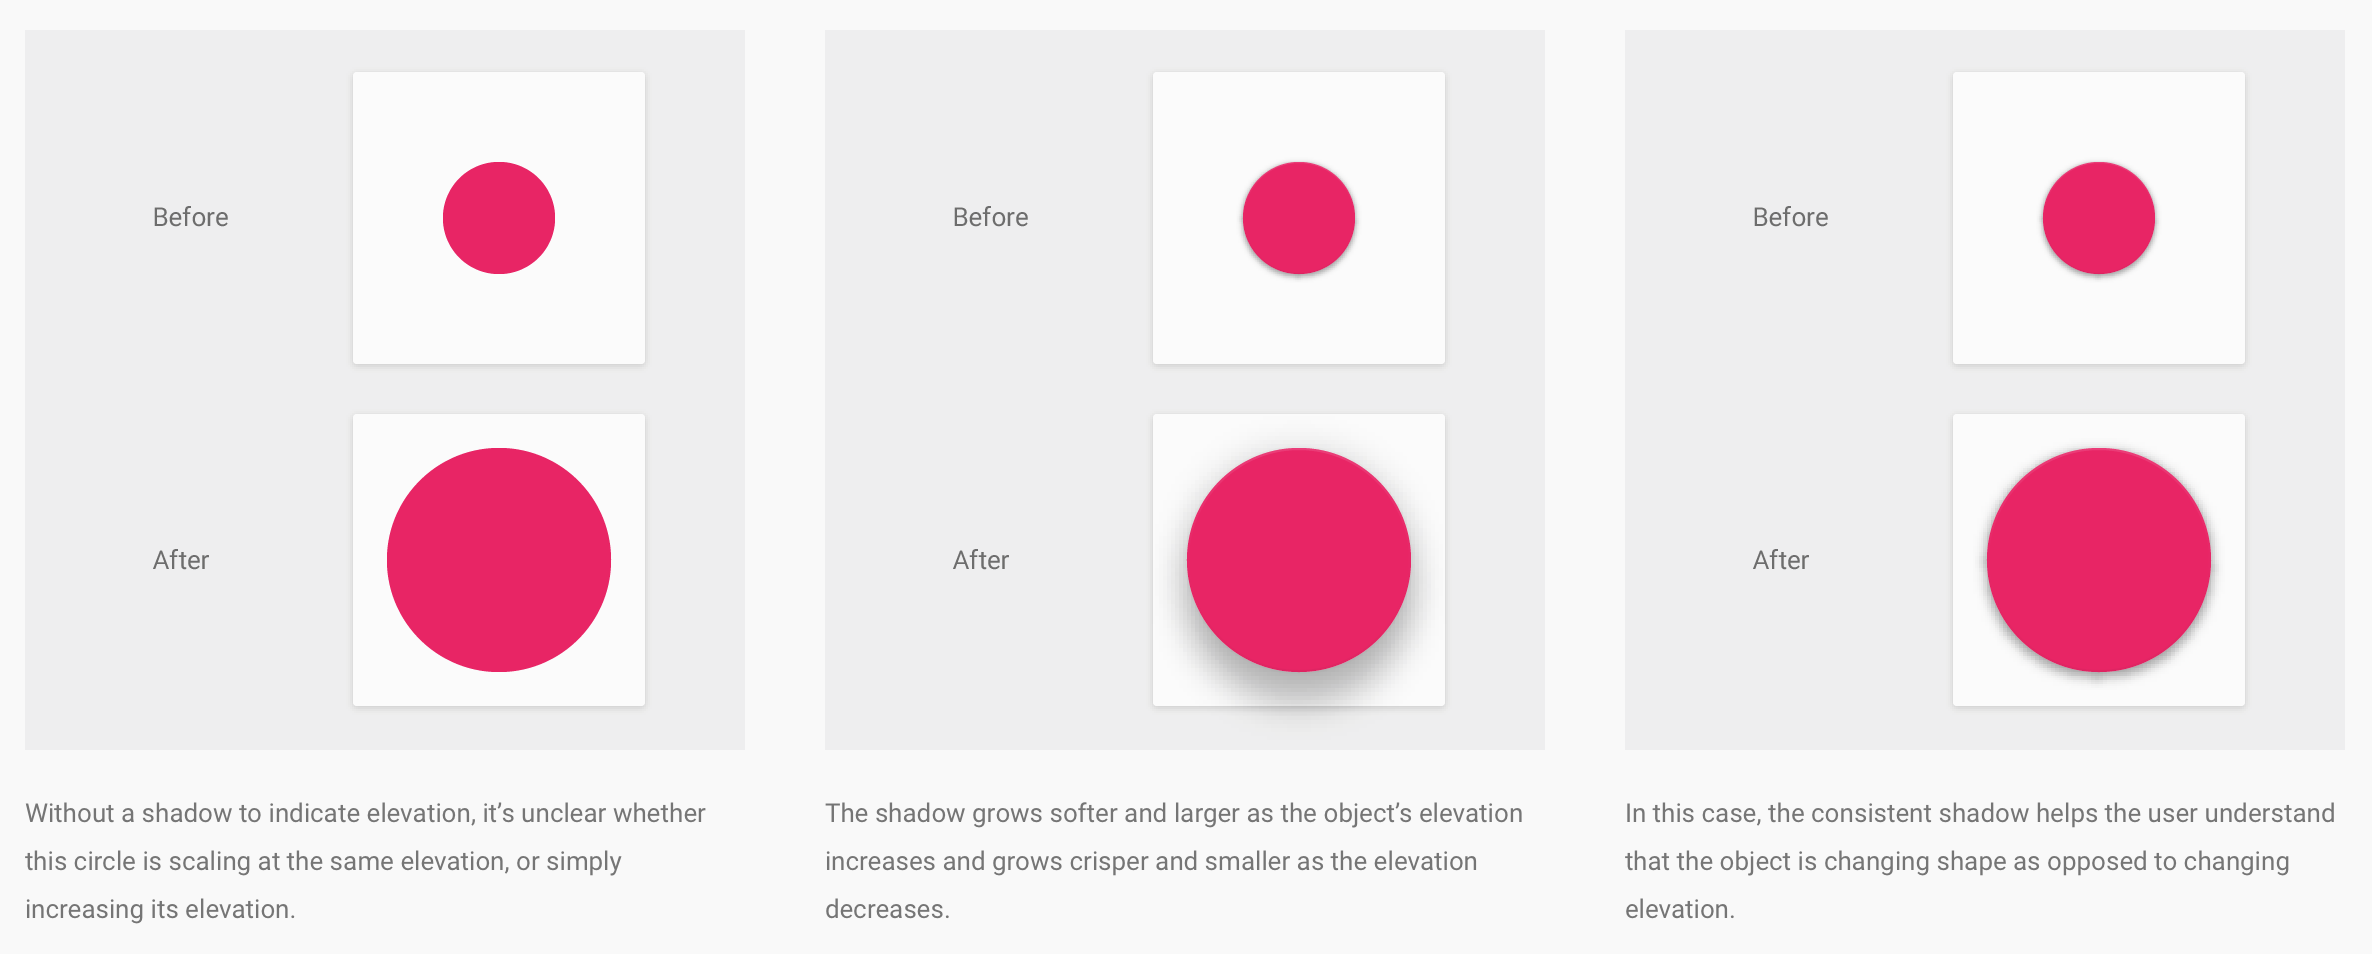 Before
After
Without a shadow to indicate elevation, it’s unclear whether
this circle is scaling at the same elevation, or simply
increasing its elevation.
Before
After
The shadow grows softer and larger as the object’s elevation
increases and grows crisper and smaller as the elevation
decreases.
Before
After
In this case, the consistent shadow helps the user understand
that the object is changing shape as opposed to changing
elevation.